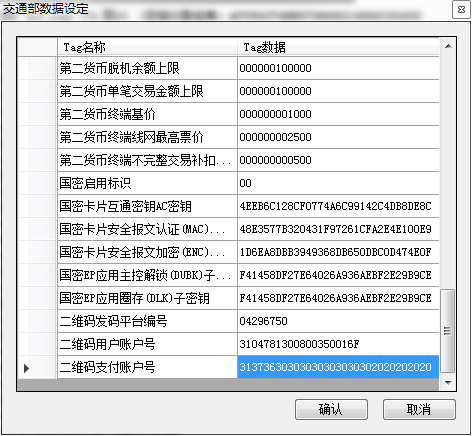 交通部数据设定
Tag名称 Tag数据
第二货币脱机余额上限 000000100000
第二货币单笔交易金额上限 000000100000
第二货币终端基价 000000001000
第二货币终端线网最高票价 000000002500
第二货币终端不完整交易补扣... 000000000500
国密启用标识 00
国密卡片互通密钥AC密钥 4EEB6C128CF0774A6C99142C4DB8DE8C
国密卡片安全报文认证(MAC)... 48E3577B320431F97261CFA2E4E100E9
国密卡片安全报文加密(ENC)... 1D6EA8DBB3949368DB650DBC0D474E0F
国密EP应用主控解锁(DUBK)子... F41458DF27E64026A936AEBF2E29B9CE
国密EP应用圈存(DLK)子密钥 F41458DF27E64026A936AEBF2E29B9CE
二维码发码平台编号 04296750
二维码用户账户号 3104781300800350016F
二维码支付账户号 31373630303030303030302020202020
确认 取消